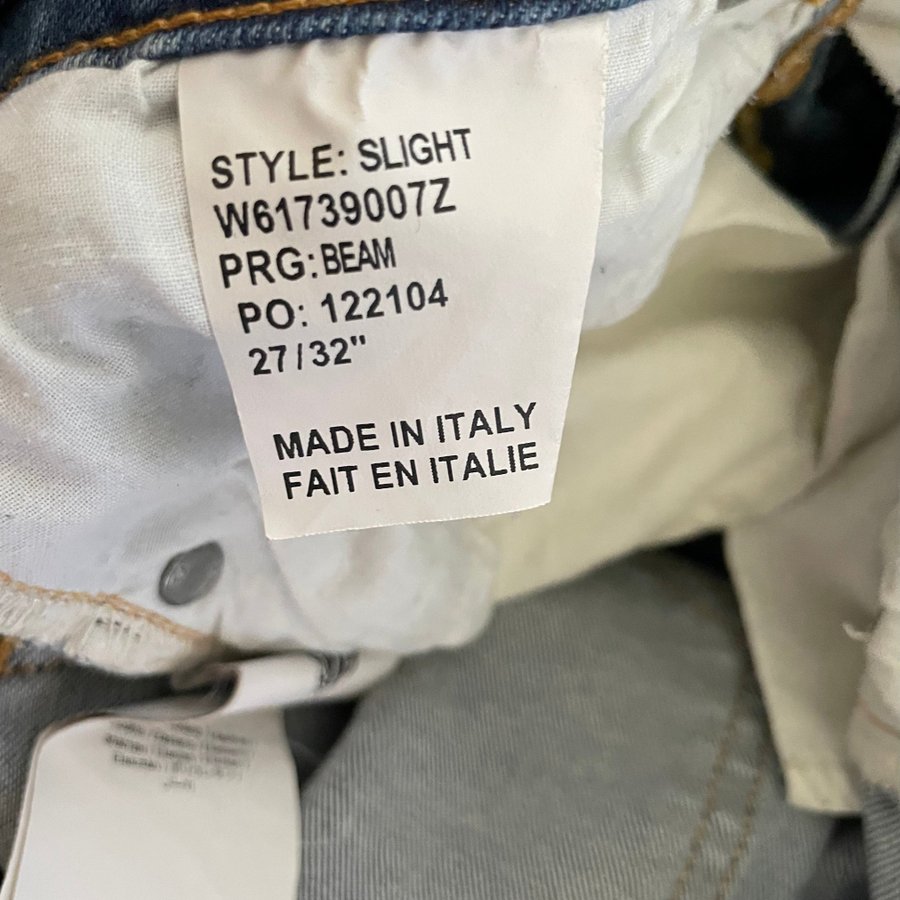 STYLE: SLIGHT
W61739007Z
PRG: BEAM
PO: 122104
27/32"
MADE IN ITALY
FAIT EN ITALIE